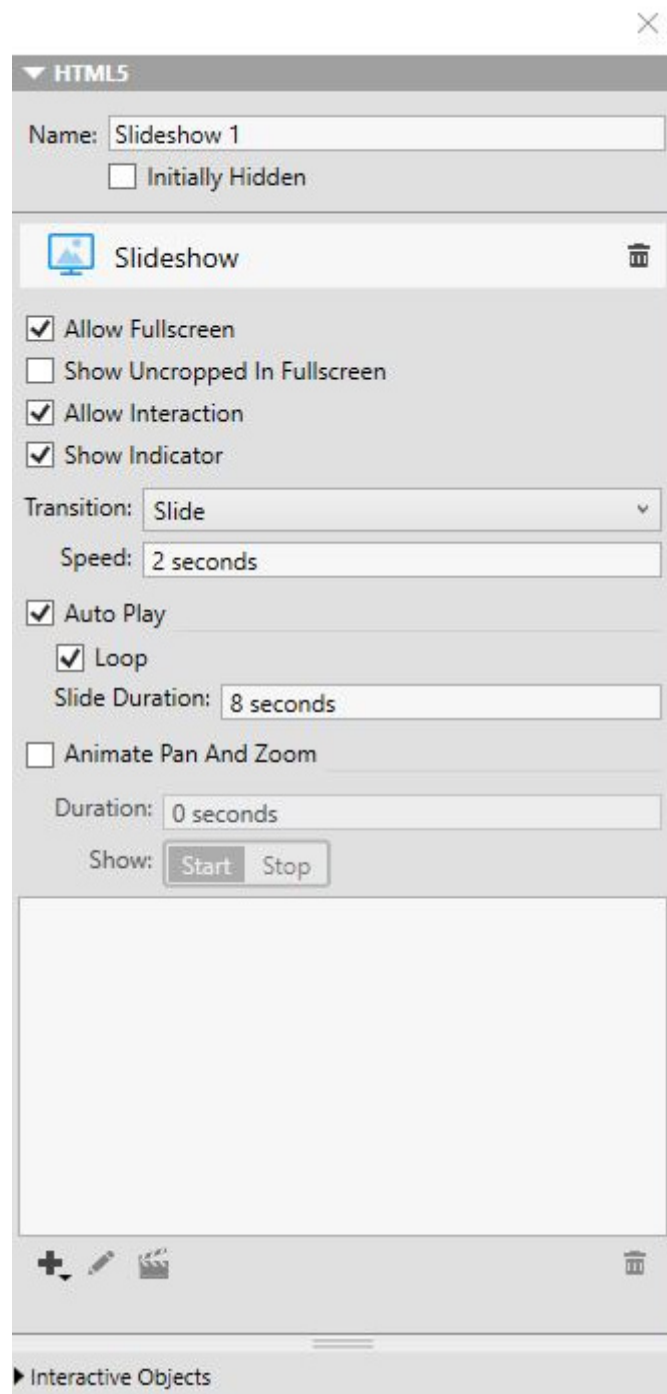 HTML5
Name: Slideshow 1
Initially Hidden
Slideshow
Allow Fullscreen
Show Uncropped In Fullscreen
Allow Interaction
Show Indicator
Transition: Slide
Speed: 2 seconds
Auto Play
Loop
Slide Duration: 8 seconds
Animate Pan And Zoom
Duration: 0 seconds
Show: Start Stop
Interactive Objects